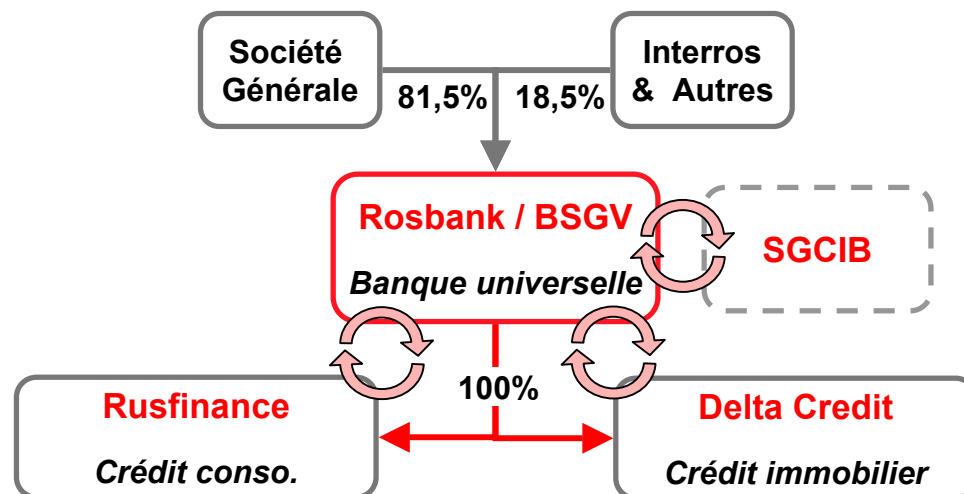 Société
Générale
Interros
& Autres
81,5%
18,5%
Rosbank / BSGV
Banque universelle
SGCIB
100%
Rusfinance
Crédit conso.
Delta Credit
Crédit immobilier